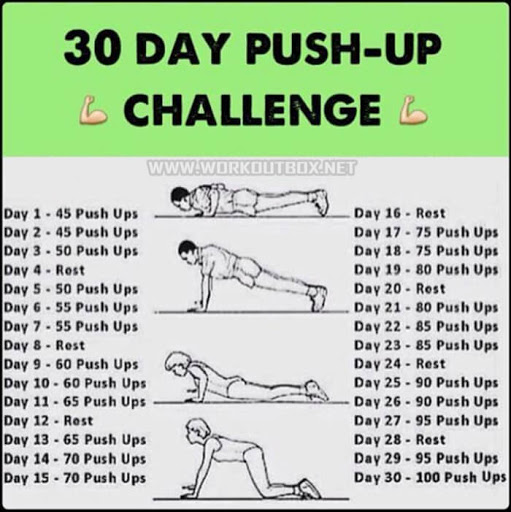 30 DAY PUSH-UP
CHALLENGE
WWW.WORKOUTBOX.NET
Day 1 - 45 Push Ups
Day 2 - 45 Push Ups
Day 3 - 50 Push Ups
Day 4 - Rest
Day 5 - 50 Push Ups
Day 6 - 55 Push Ups
Day 7 - 55 Push Ups
Day 8 - Rest
Day 9 - 60 Push Ups
Day 10 - 60 Push Ups
Day 11 - 65 Push Ups
Day 12 - Rest
Day 13 - 65 Push Ups
Day 14 - 70 Push Ups
Day 15 - 70 Push Ups
Day 16 - Rest
Day 17 - 75 Push Ups
Day 18 - 75 Push Ups
Day 19 - 80 Push Ups
Day 20 - Rest
Day 21 - 80 Push Ups
Day 22 - 85 Push Ups
Day 23 - 85 Push Ups
Day 24 - Rest
Day 25 - 90 Push Ups
Day 26 - 90 Push Ups
Day 27 - 95 Push Ups
Day 28 - Rest
Day 29 - 95 Push Ups
Day 30 - 100 Push Ups